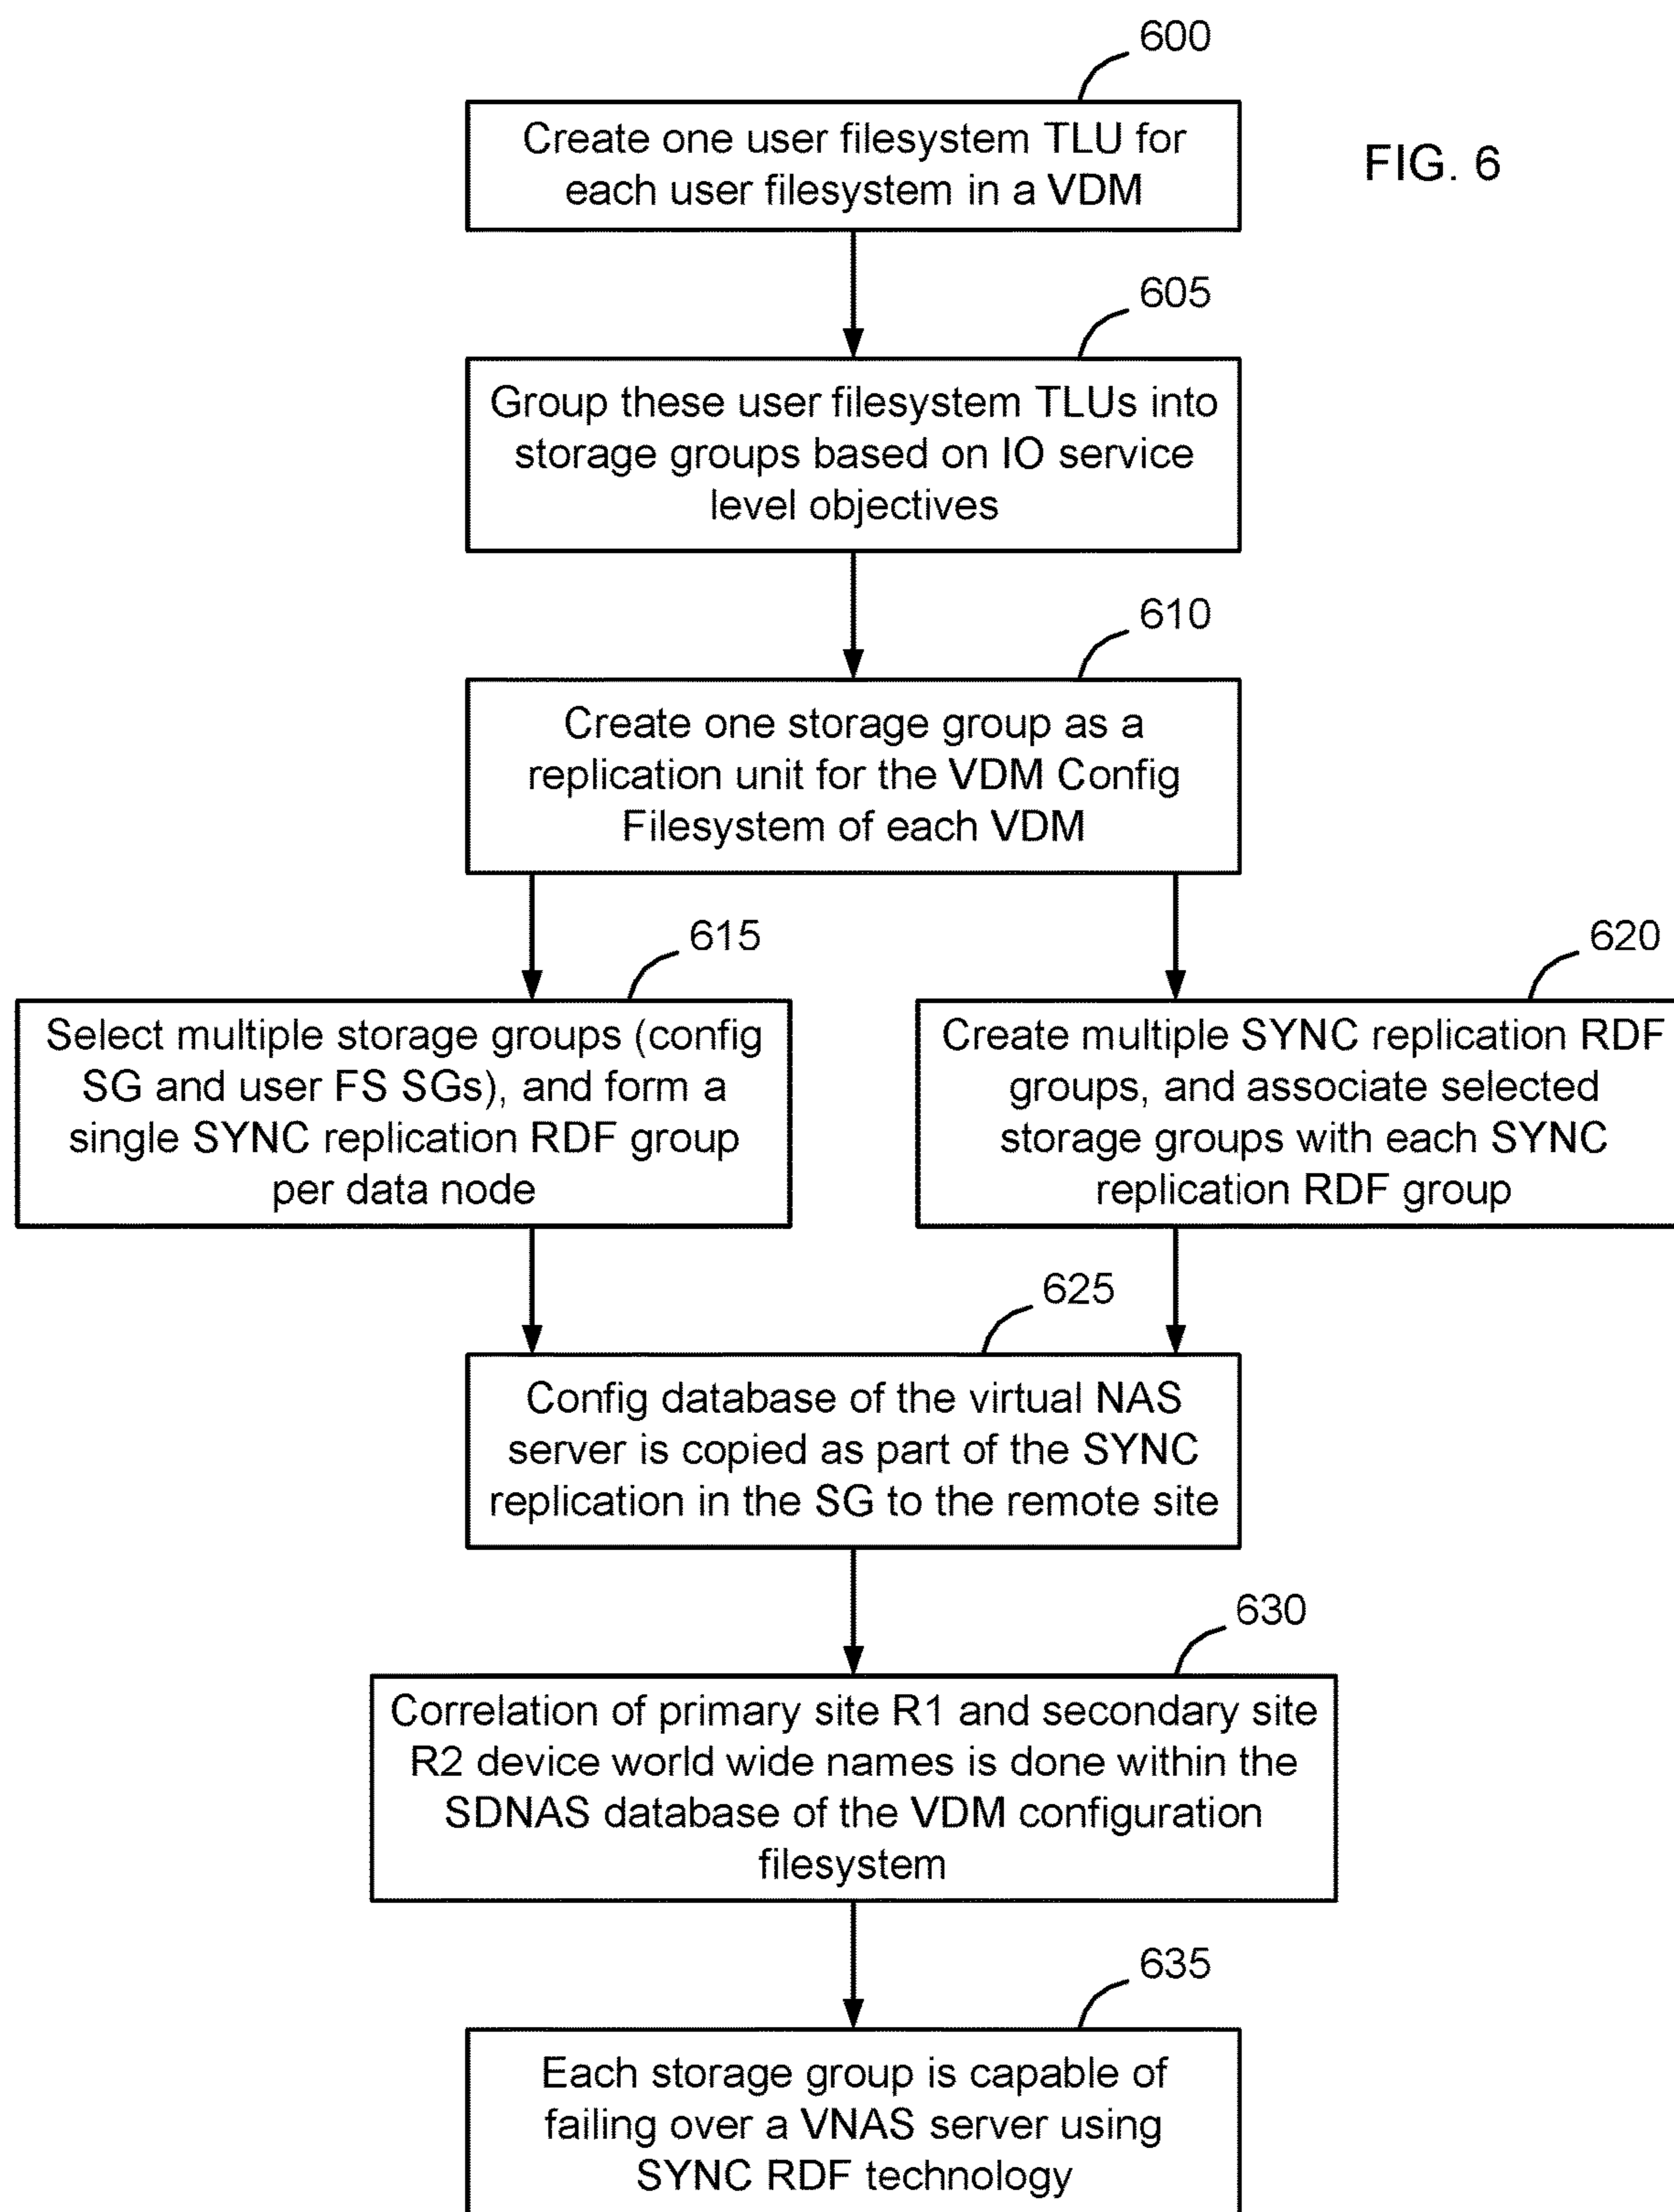 600
Create one user filesystem TLU for
each user filesystem in a VDM
FIG. 6
605
Group these user filesystem TLUs into
storage groups based on IO service
level objectives
610
Create one storage group as a
replication unit for the VDM Config
Filesystem of each VDM
615
Select multiple storage groups (config
SG and user FS SGs), and form a
single SYNC replication RDF group
per data node
620
Create multiple SYNC replication RDF
groups, and associate selected
storage groups with each SYNC
replication RDF group
625
Config database of the virtual NAS
server is copied as part of the SYNC
replication in the SG to the remote site
630
Correlation of primary site R1 and secondary site
R2 device world wide names is done within the
SDNAS database of the VDM configuration
filesystem
635
Each storage group is capable of
failing over a VNAS server using
SYNC RDF technology